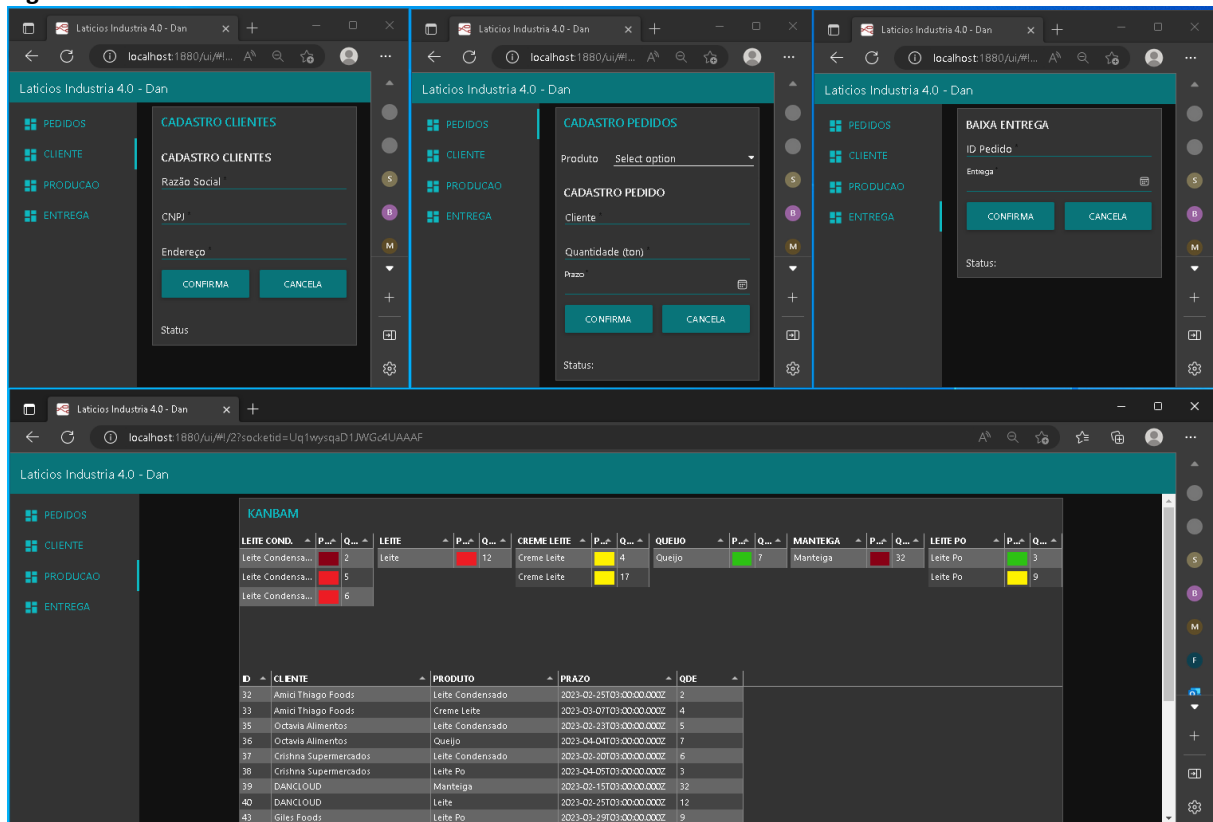 Laticios Industria 4.0 - Dan
localhost:1880/ui/#!...
Laticios Industria 4.0 - Dan
PEDIDOS
CLIENTE
PRODUCAO
ENTREGA
CADASTRO CLIENTES
CADASTRO CLIENTES
Razão Social *
CNPJ *
Endereço *
CONFIRMA CANCELA
Status
S
B
M
Laticios Industria 4.0 - Dan
localhost:1880/ui/#!...
Laticios Industria 4.0 - Dan
PEDIDOS
CLIENTE
PRODUCAO
ENTREGA
CADASTRO PEDIDOS
Produto Select option
CADASTRO PEDIDO
Cliente *
Quantidade (ton) *
Prazo *
CONFIRMA CANCELA
Status:
S
B
M
Laticios Industria 4.0 - Dan
localhost:1880/ui/#!...
Laticios Industria 4.0 - Dan
PEDIDOS
CLIENTE
PRODUCAO
ENTREGA
BAIXA ENTREGA
ID Pedido *
Entrega *
CONFIRMA CANCELA
Status:
S
B
M
Laticios Industria 4.0 - Dan
localhost:1880/ui/#!/2?socketid=Uq1wysqaD1JWGc4UAAAF
Laticios Industria 4.0 - Dan
PEDIDOS
CLIENTE
PRODUCAO
ENTREGA
KANBAM
LEITE COND. P... Q... LEITE P... Q... CREME LEITE P... Q... QUEIJO P... Q... MANTEIGA P... Q... LEITE PO P... Q...
Leite Condensa... 2 Leite 12 Creme Leite 4 Queijo 7 Manteiga 32 Leite Po 3
Leite Condensa... 5 Creme Leite 17 Leite Po 9
Leite Condensa... 6
ID CLIENTE PRODUTO PRAZO QDE
32 Amici Thiago Foods Leite Condensado 2023-02-25T03:00:00.000Z 2
33 Amici Thiago Foods Creme Leite 2023-03-07T03:00:00.000Z 4
35 Octavia Alimentos Leite Condensado 2023-02-23T03:00:00.000Z 5
36 Octavia Alimentos Queijo 2023-04-04T03:00:00.000Z 7
37 Crishna Supermercados Leite Condensado 2023-02-20T03:00:00.000Z 6
38 Crishna Supermercados Leite Po 2023-04-05T03:00:00.000Z 3
39 DANCLOUD Manteiga 2023-02-15T03:00:00.000Z 32
40 DANCLOUD Leite 2023-02-25T03:00:00.000Z 12
43 Giles Foods Leite Po 2023-03-29T03:00:00.000Z 9
S
B
M
F